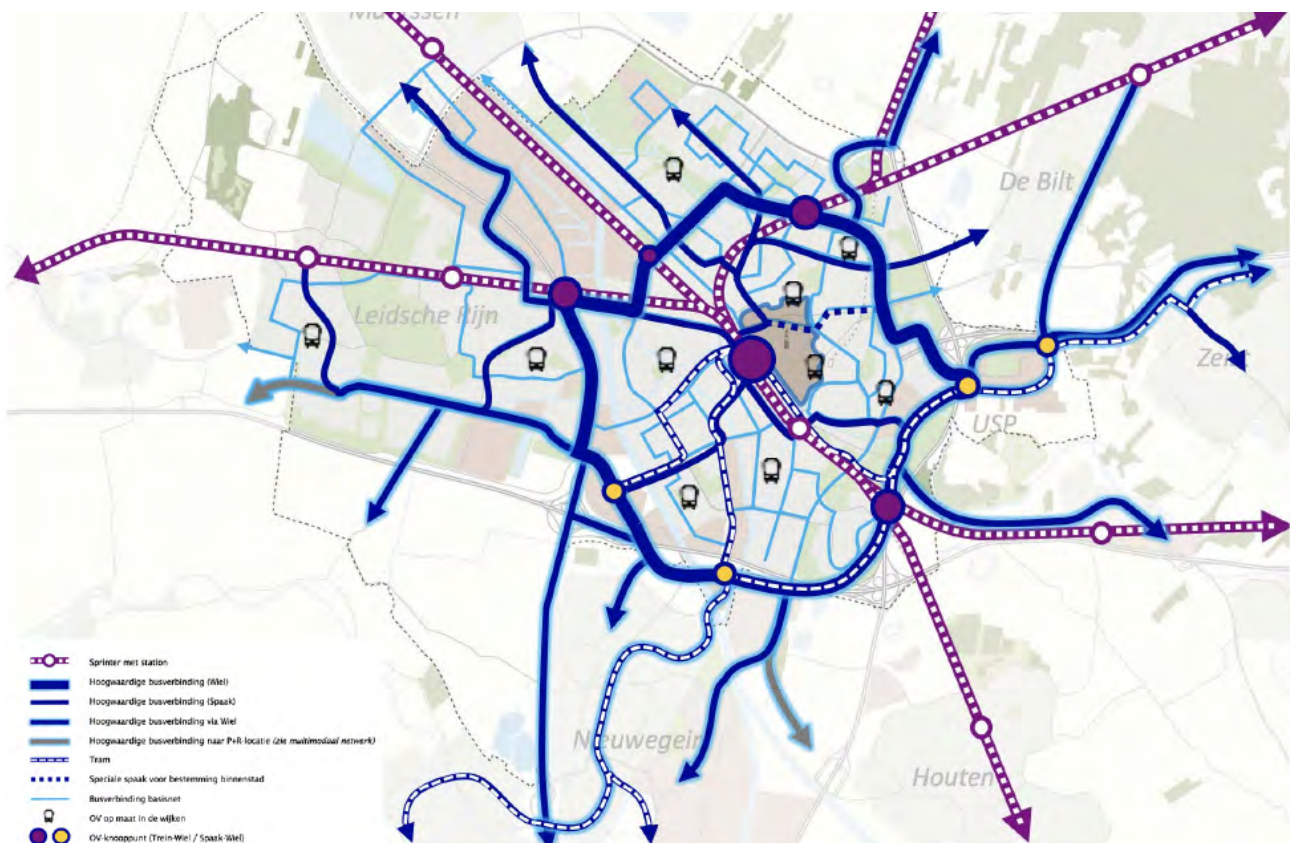 De Bilt
Leidsche Rijn
Zeist
USP
Nieuwegein
Houten
Sprinter met station
Hoogwaardige busverbinding (Wiel)
Hoogwaardige busverbinding (Spaak)
Hoogwaardige busverbinding via Wiel
Hoogwaardige busverbinding naar P+R-locatie (zie multimodaal netwerk)
Tram
Speciale spaak voor bestemming binnenstad
Busverbinding basisnet
OV op maat in de wijken
OV-knooppunt (Trein-Wiel / Spaak-Wiel)